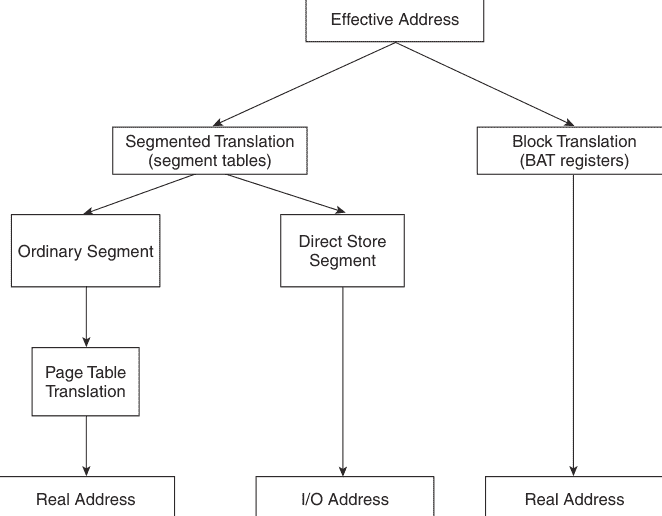 Effective Address
Segmented Translation
(segment tables)
Block Translation
(BAT registers)
Ordinary Segment
Direct Store
Segment
Page Table
Translation
Real Address
I/O Address
Real Address